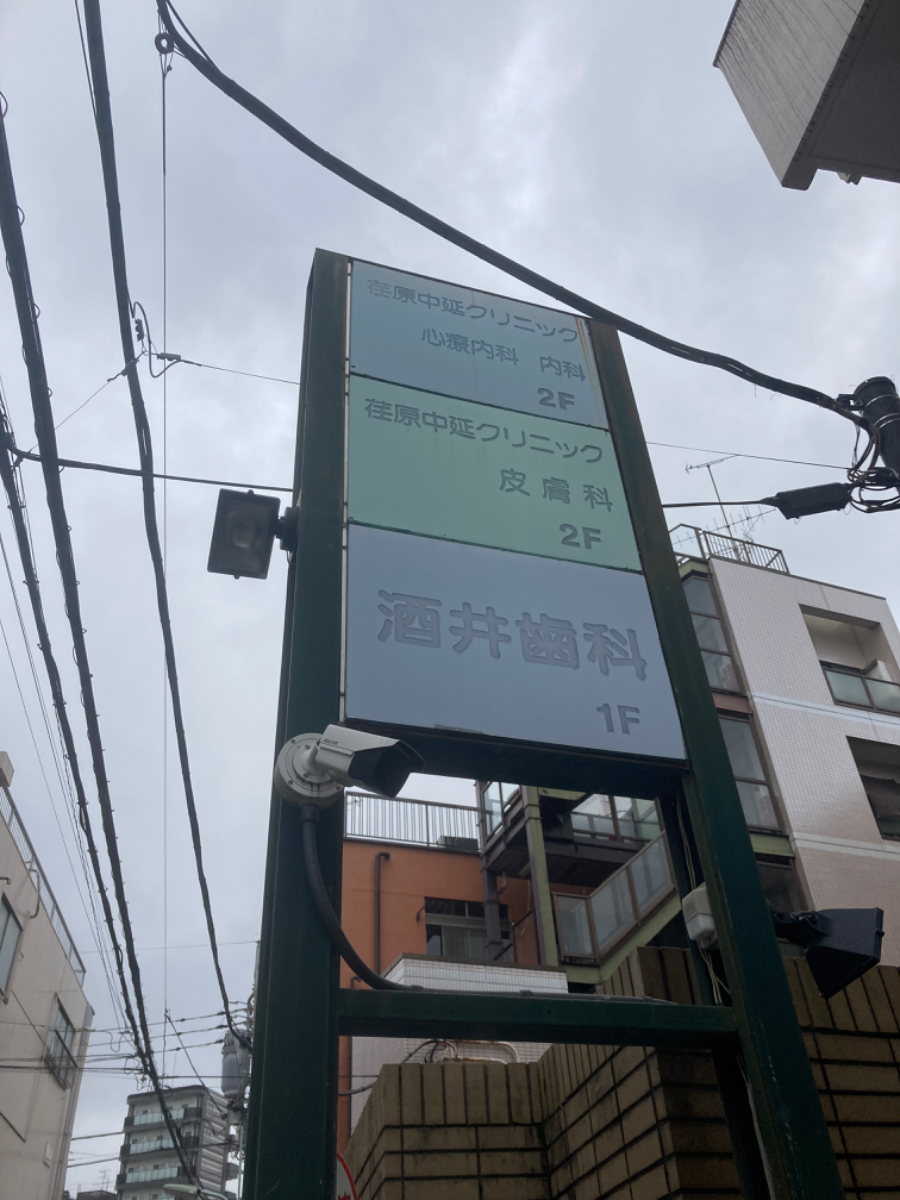 荏原中延クリニック
心療内科 内科
2F
荏原中延クリニック
皮膚科
2F
酒井歯科
1F